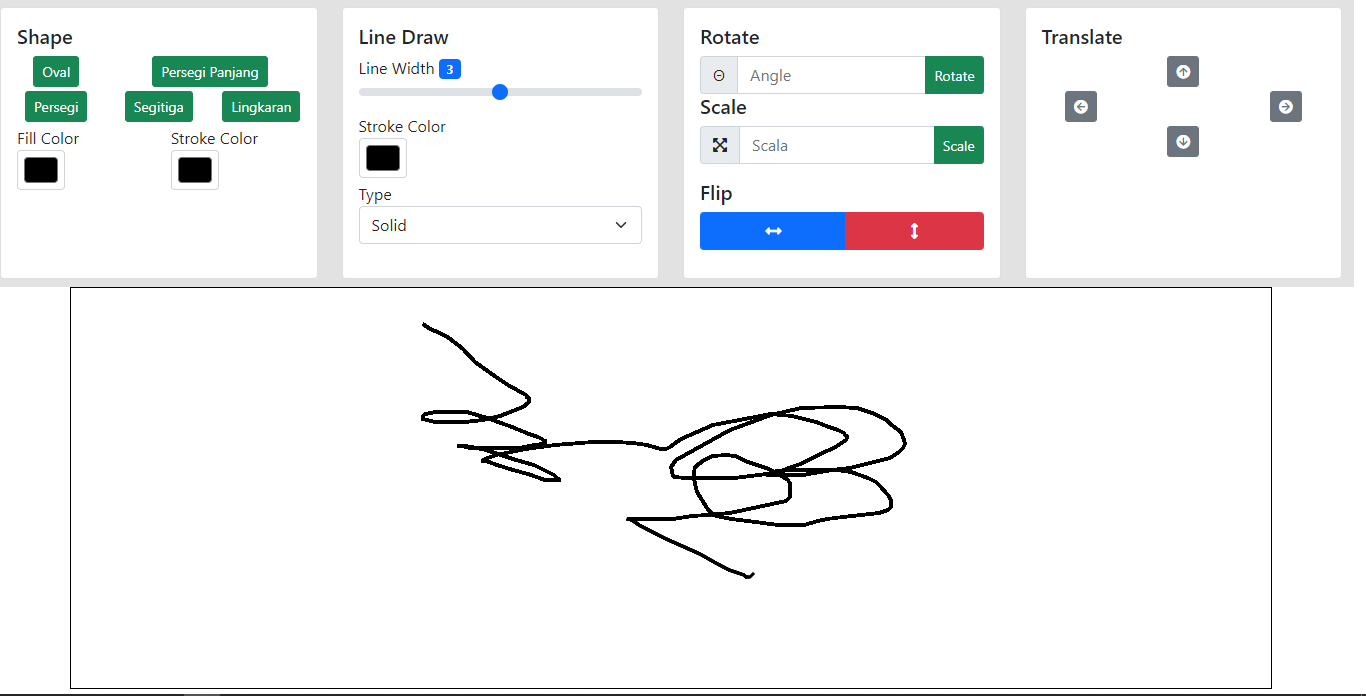 Shape
Oval
Persegi Panjang
Persegi
Segitiga
Lingkaran
Fill Color
Stroke Color
Line Draw
Line Width 3
Stroke Color
Type
Solid
Rotate
Θ Angle Rotate
Scale
Scala Scale
Flip
Translate